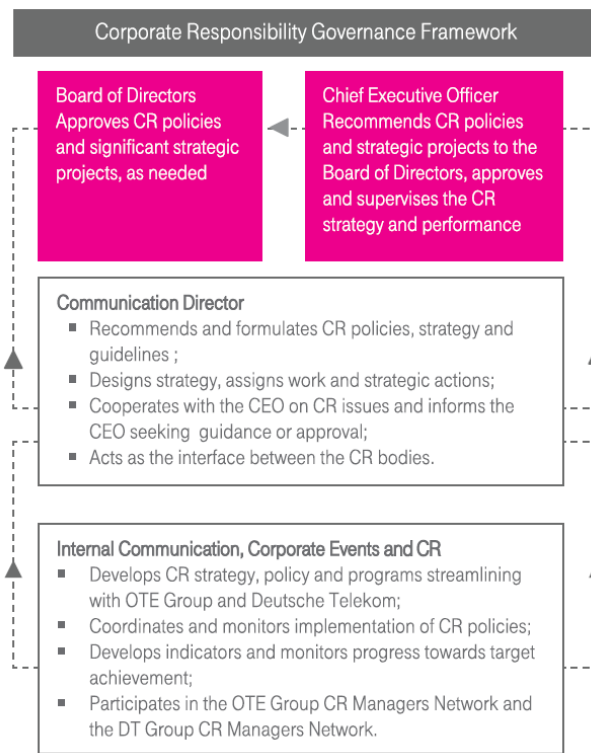 Corporate Responsibility Governance Framework
Board of Directors
Approves CR policies
and significant strategic
projects, as needed
Chief Executive Officer
Recommends CR policies
and strategic projects to the
Board of Directors, approves
and supervises the CR
strategy and performance
Communication Director
▪ Recommends and formulates CR policies, strategy and
guidelines ;
▪ Designs strategy, assigns work and strategic actions;
▪ Cooperates with the CEO on CR issues and informs the
CEO seeking guidance or approval;
▪ Acts as the interface between the CR bodies.
Internal Communication, Corporate Events and CR
▪ Develops CR strategy, policy and programs streamlining
with OTE Group and Deutsche Telekom;
▪ Coordinates and monitors implementation of CR policies;
▪ Develops indicators and monitors progress towards target
achievement;
▪ Participates in the OTE Group CR Managers Network and
the DT Group CR Managers Network.